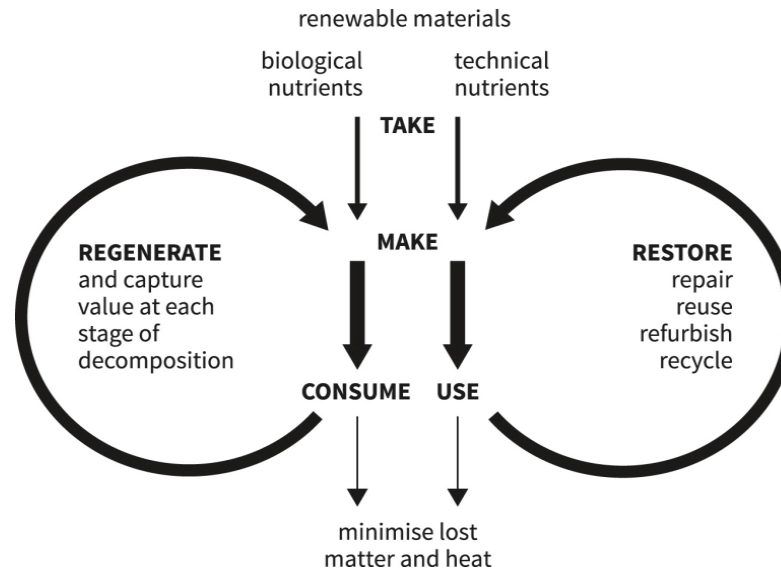 renewable materials
biological
nutrients
technical
nutrients
TAKE
MAKE
REGENERATE
and capture
value at each
stage of
decomposition
RESTORE
repair
reuse
refurbish
recycle
CONSUME
USE
minimise lost
matter and heat